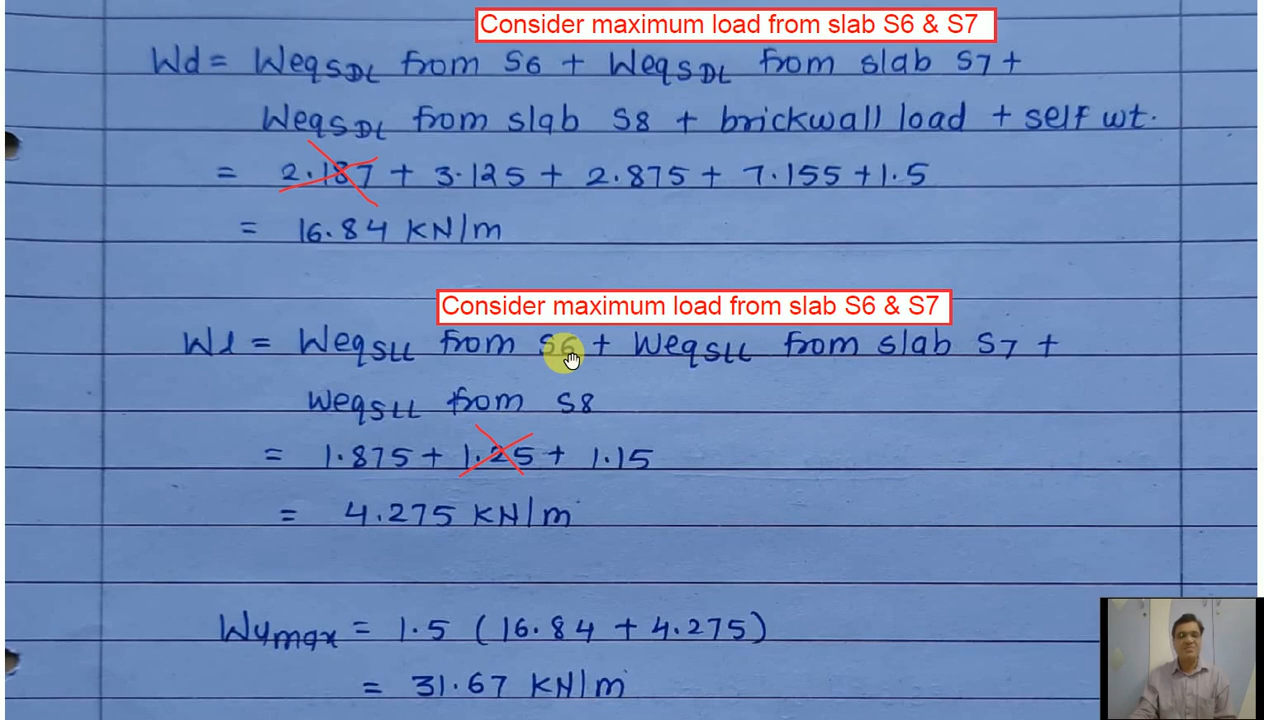 Consider maximum load from slab S6 & S7
Wd = WeqSDL from S6 + WeqSDL from slab S7 +
WeqSDL from slab S8 + brickwall load + self wt.
= 2.187 + 3.125 + 2.875 + 7.155 + 1.5
= 16.84 KN/m
Consider maximum load from slab S6 & S7
Wl = WeqSLL from S6 + WeqSLL from slab S7 +
WeqSLL from S8
= 1.875 + 1.25 + 1.15
= 4.275 KN/m
Wumax = 1.5 (16.84 + 4.275)
= 31.67 KN/m